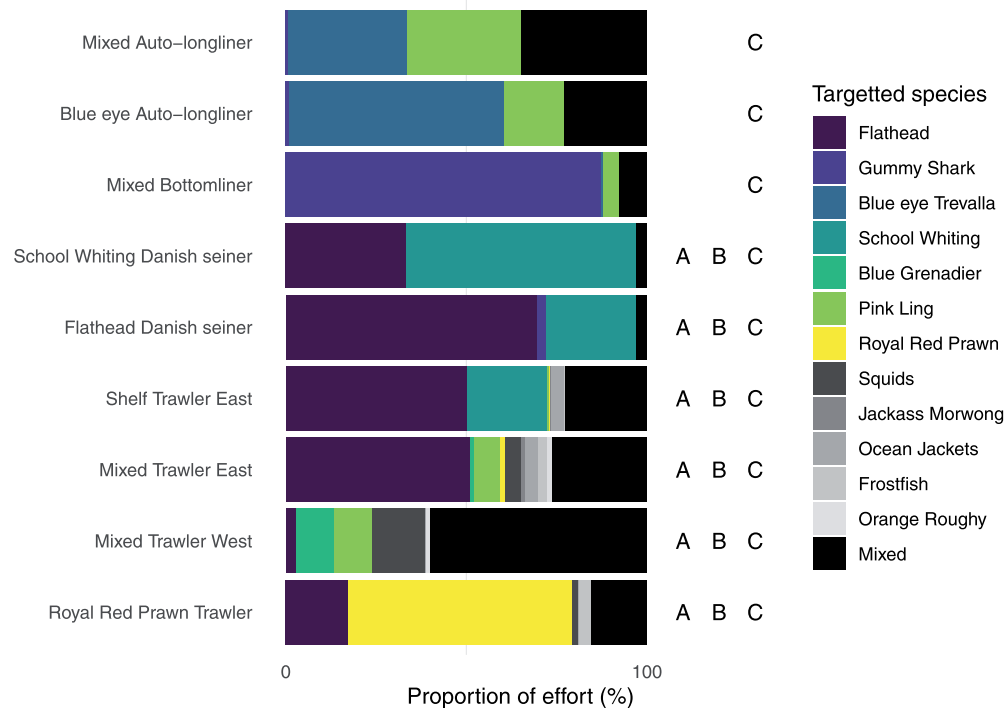 Mixed Auto−longliner C
Blue eye Auto−longliner C
Mixed Bottomliner C
School Whiting Danish seiner A B C
Flathead Danish seiner A B C
Shelf Trawler East A B C
Mixed Trawler East A B C
Mixed Trawler West A B C
Royal Red Prawn Trawler A B C
0 100
Proportion of effort (%)
Targetted species
Flathead
Gummy Shark
Blue eye Trevalla
School Whiting
Blue Grenadier
Pink Ling
Royal Red Prawn
Squids
Jackass Morwong
Ocean Jackets
Frostfish
Orange Roughy
Mixed